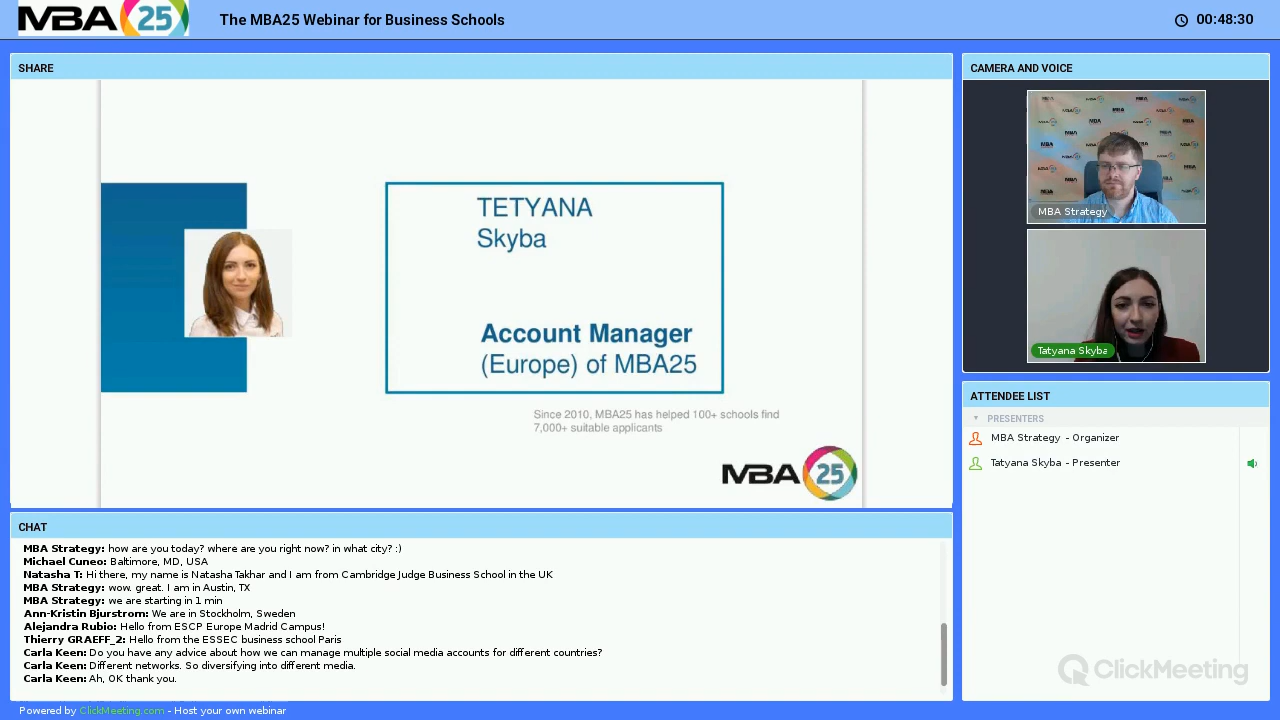 MBA 25
The MBA25 Webinar for Business Schools
00:48:30
SHARE
TETYANA
Skyba
Account Manager
(Europe) of MBA25
Since 2010, MBA25 has helped 100+ schools find
7,000+ suitable applicants
MBA 25
CAMERA AND VOICE
MBA Strategy
Tatyana Skyba
ATTENDEE LIST
PRESENTERS
MBA Strategy - Organizer
Tatyana Skyba - Presenter
ClickMeeting
CHAT
MBA Strategy: how are you today? where are you right now? in what city? :)
Michael Cuneo: Baltimore, MD, USA
Natasha T: Hi there, my name is Natasha Takhar and I am from Cambridge Judge Business School in the UK
MBA Strategy: wow. great. I am in Austin, TX
MBA Strategy: we are starting in 1 min
Ann-Kristin Bjurstrom: We are in Stockholm, Sweden
Alejandra Rubio: Hello from ESCP Europe Madrid Campus!
Thierry GRAEFF_2: Hello from the ESSEC business school Paris
Carla Keen: Do you have any advice about how we can manage multiple social media accounts for different countries?
Carla Keen: Different networks. So diversifying into different media.
Carla Keen: Ah, OK thank you.
Powered by ClickMeeting.com - Host your own webinar